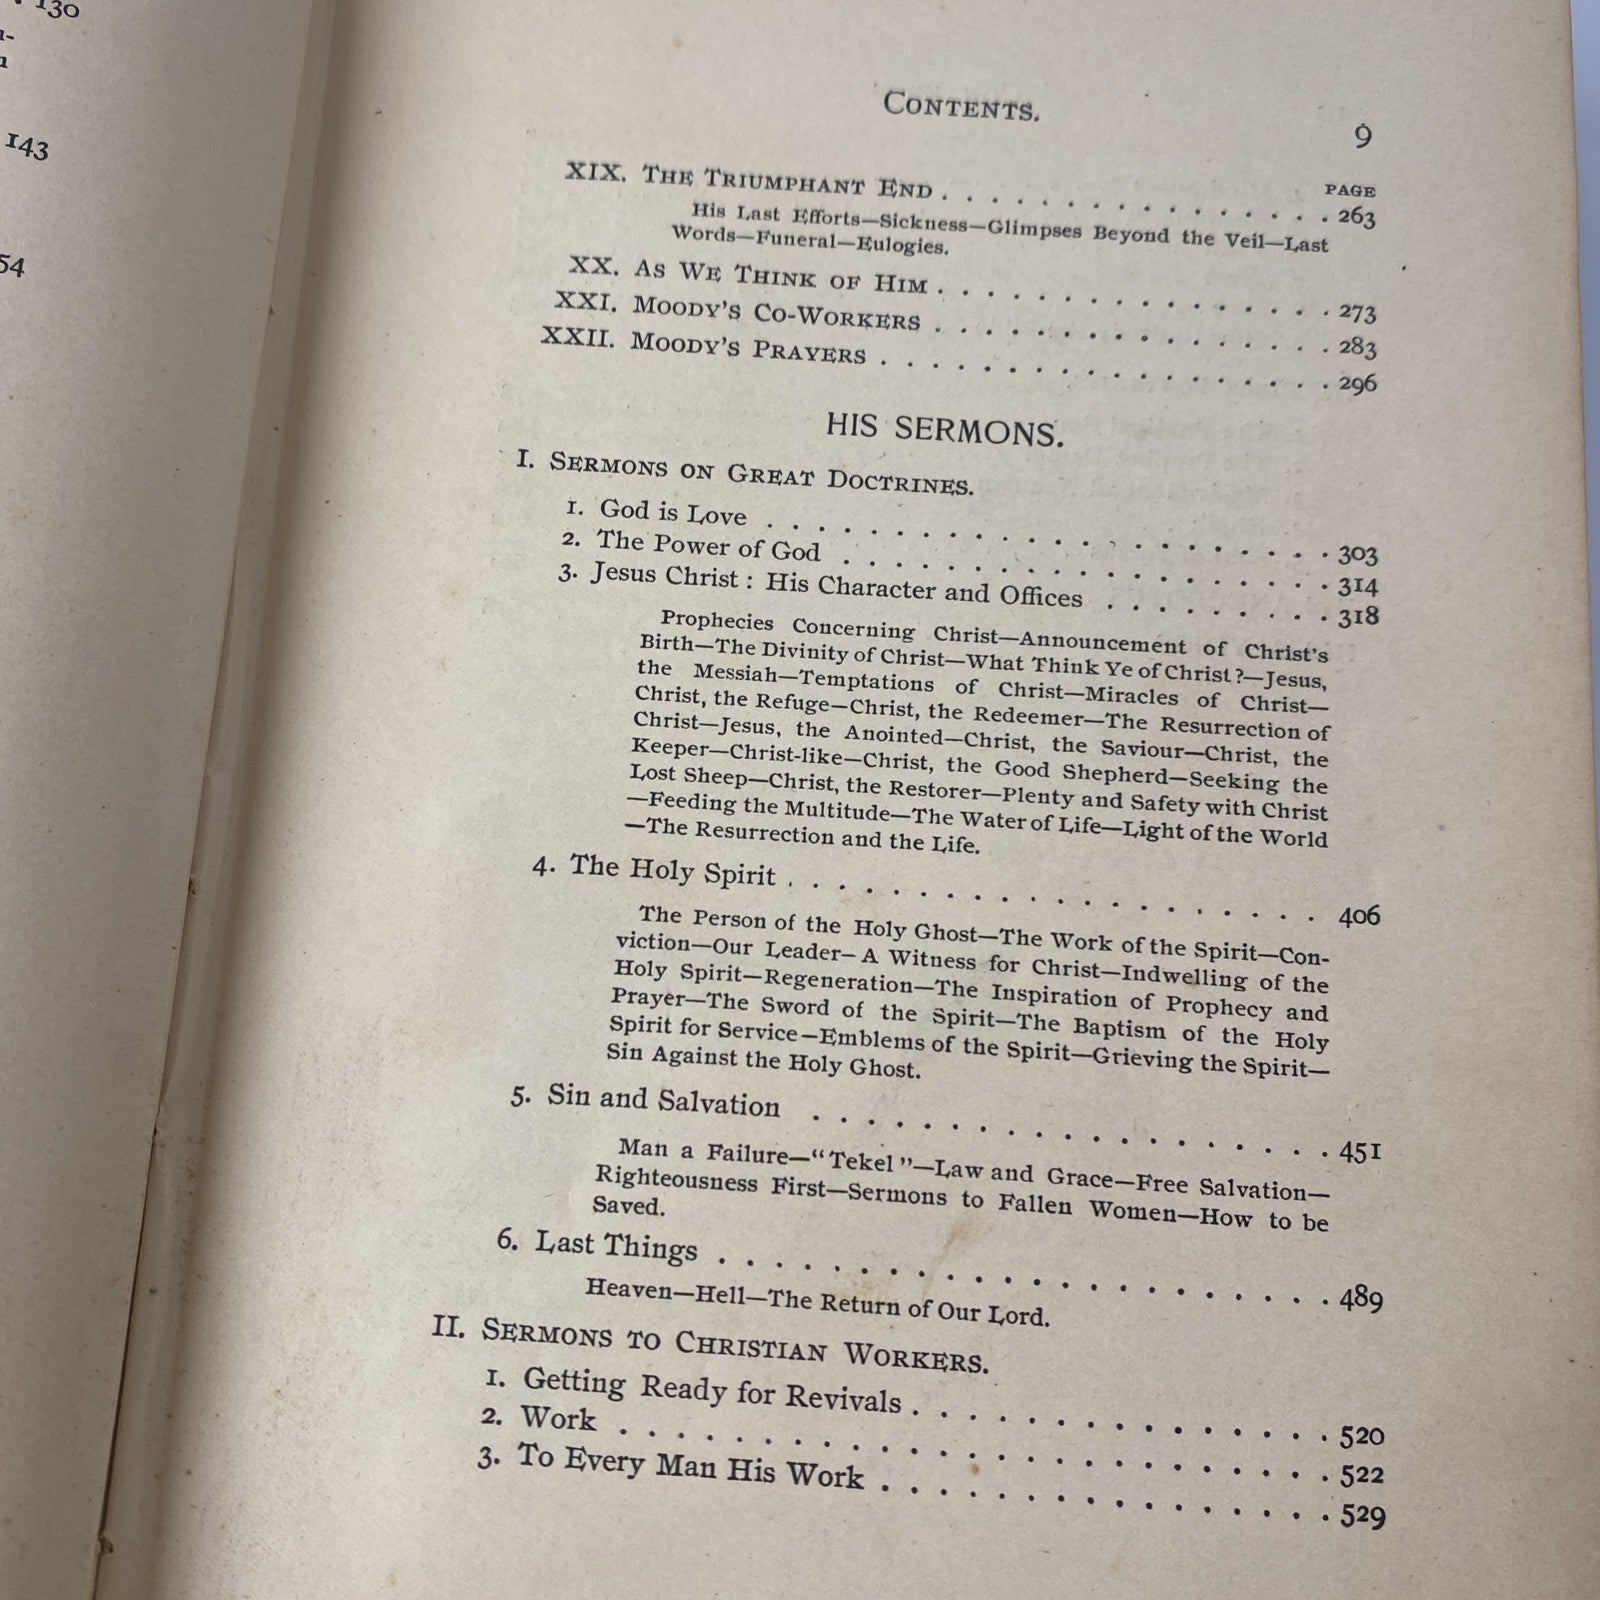 130
143
54
CONTENTS.
9
PAGE
XIX. THE TRIUMPHANT END . . . . . . . . . . . . . . . . 263
His Last Efforts—Sickness—Glimpses Beyond the Veil—Last
Words—Funeral—Eulogies.
XX. AS WE THINK OF HIM . . . . . . . . . . . . . . . . 273
XXI. MOODY'S CO-WORKERS . . . . . . . . . . . . . . . . 283
XXII. MOODY'S PRAYERS . . . . . . . . . . . . . . . . . . 296
HIS SERMONS.
I. SERMONS ON GREAT DOCTRINES.
1. God is Love . . . . . . . . . . . . . . . . . . . . . . 303
2. The Power of God . . . . . . . . . . . . . . . . . . . 314
3. Jesus Christ: His Character and Offices . . . . . . . . . 318
Prophecies Concerning Christ—Announcement of Christ's
Birth—The Divinity of Christ—What Think Ye of Christ?—Jesus,
the Messiah—Temptations of Christ—Miracles of Christ—
Christ, the Refuge—Christ, the Redeemer—The Resurrection of
Christ—Jesus, the Anointed—Christ, the Saviour—Christ, the
Keeper—Christ-like—Christ, the Good Shepherd—Seeking the
Lost Sheep—Christ, the Restorer—Plenty and Safety with Christ
—Feeding the Multitude—The Water of Life—Light of the World
—The Resurrection and the Life.
4. The Holy Spirit . . . . . . . . . . . . . . . . . . . . 406
The Person of the Holy Ghost—The Work of the Spirit—Con-
viction—Our Leader—A Witness for Christ—Indwelling of the
Holy Spirit—Regeneration—The Inspiration of Prophecy and
Prayer—The Sword of the Spirit—The Baptism of the Holy
Spirit for Service—Emblems of the Spirit—Grieving the Spirit—
Sin Against the Holy Ghost.
5. Sin and Salvation . . . . . . . . . . . . . . . . . . . 451
Man a Failure—"Tekel"—Law and Grace—Free Salvation—
Righteousness First—Sermons to Fallen Women—How to be
Saved.
6. Last Things . . . . . . . . . . . . . . . . . . . . . . 489
Heaven—Hell—The Return of Our Lord.
II. SERMONS TO CHRISTIAN WORKERS.
1. Getting Ready for Revivals . . . . . . . . . . . . . . . 520
2. Work . . . . . . . . . . . . . . . . . . . . . . . . . 522
3. To Every Man His Work . . . . . . . . . . . . . . . . 529